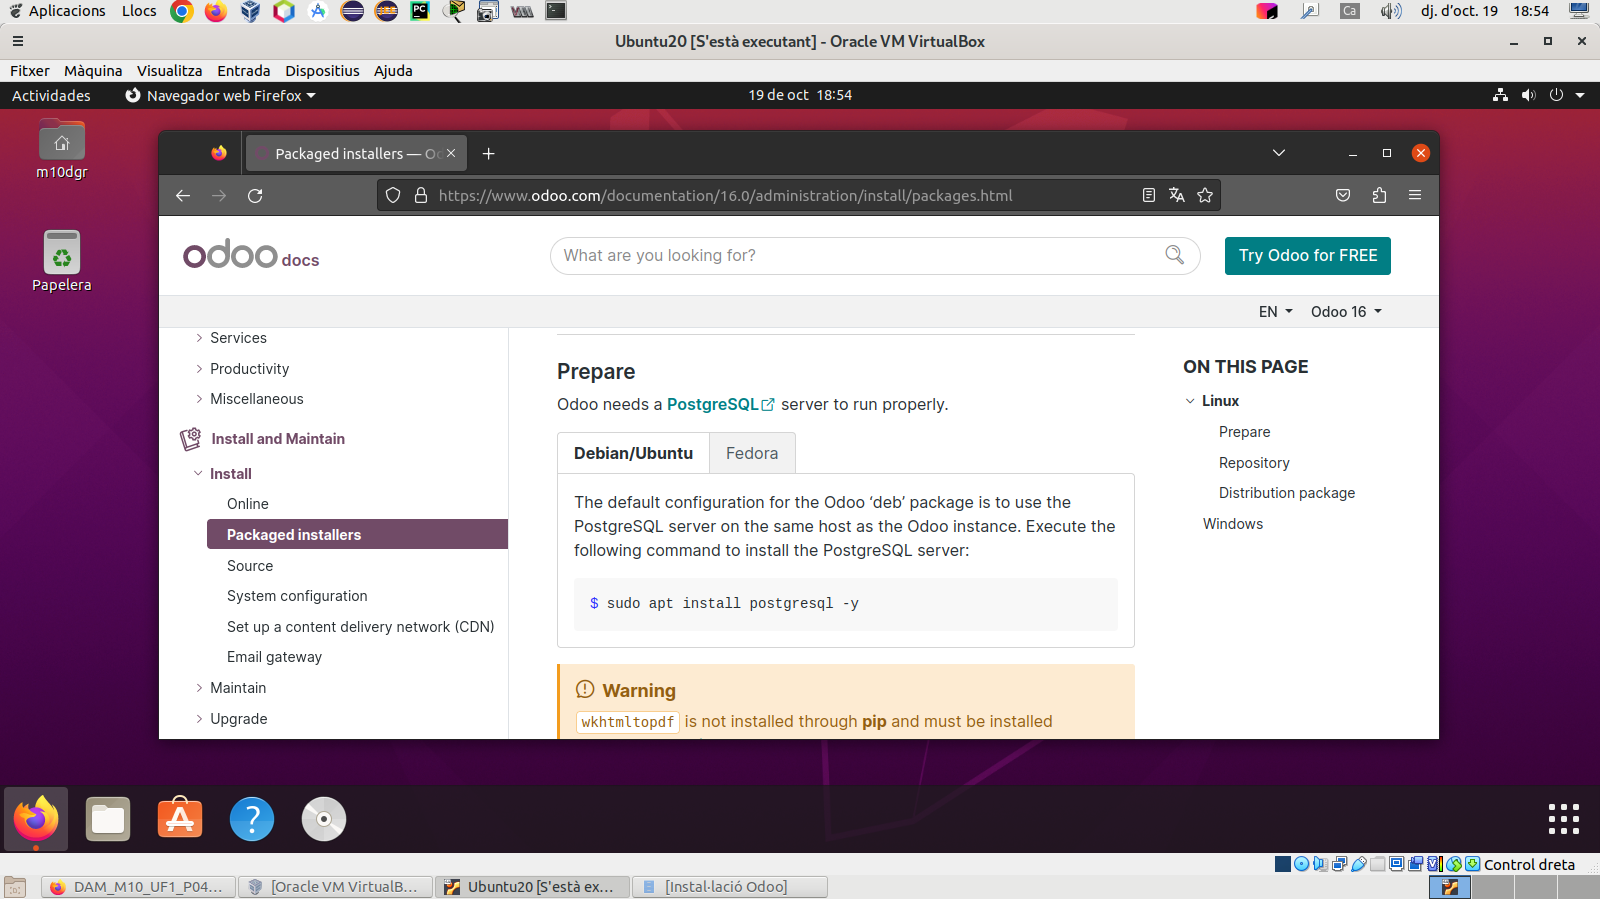 Aplicacions Llocs Ca dj. d'oct. 19 18:54
Ubuntu20 [S'està executant] - Oracle VM VirtualBox
Fitxer Màquina Visualitza Entrada Dispositius Ajuda
Actividades Navegador web Firefox 19 de oct 18:54
m10dgr
Papelera
Packaged installers — Od
https://www.odoo.com/documentation/16.0/administration/install/packages.html
odoo docs
What are you looking for?
Try Odoo for FREE
EN Odoo 16
Services
Productivity
Miscellaneous
Install and Maintain
Install
Online
Packaged installers
Source
System configuration
Set up a content delivery network (CDN)
Email gateway
Maintain
Upgrade
Prepare
Odoo needs a PostgreSQL server to run properly.
Debian/Ubuntu Fedora
The default configuration for the Odoo ‘deb’ package is to use the
PostgreSQL server on the same host as the Odoo instance. Execute the
following command to install the PostgreSQL server:
$ sudo apt install postgresql -y
Warning
wkhtmltopdf is not installed through pip and must be installed
ON THIS PAGE
Linux
Prepare
Repository
Distribution package
Windows
Control dreta
DAM_M10_UF1_P04... [Oracle VM VirtualB... Ubuntu20 [S'està ex... [Instal·lació Odoo]